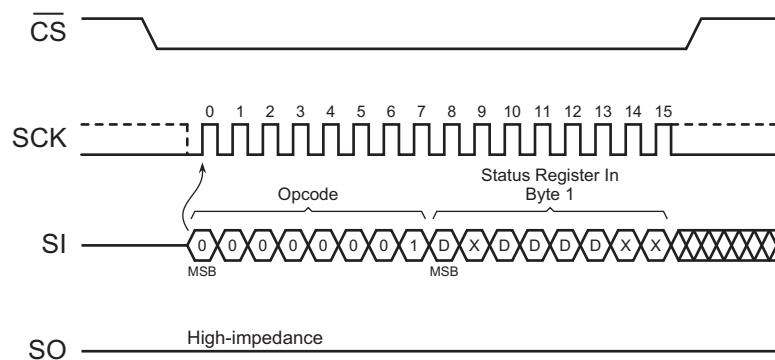 CS
0 1 2 3 4 5 6 7 8 9 10 11 12 13 14 15
SCK
Status Register In
Opcode
Byte 1
SI
0 0 0 0 0 0 0 1 D X D D D D X X
MSB
MSB
High-impedance
SO